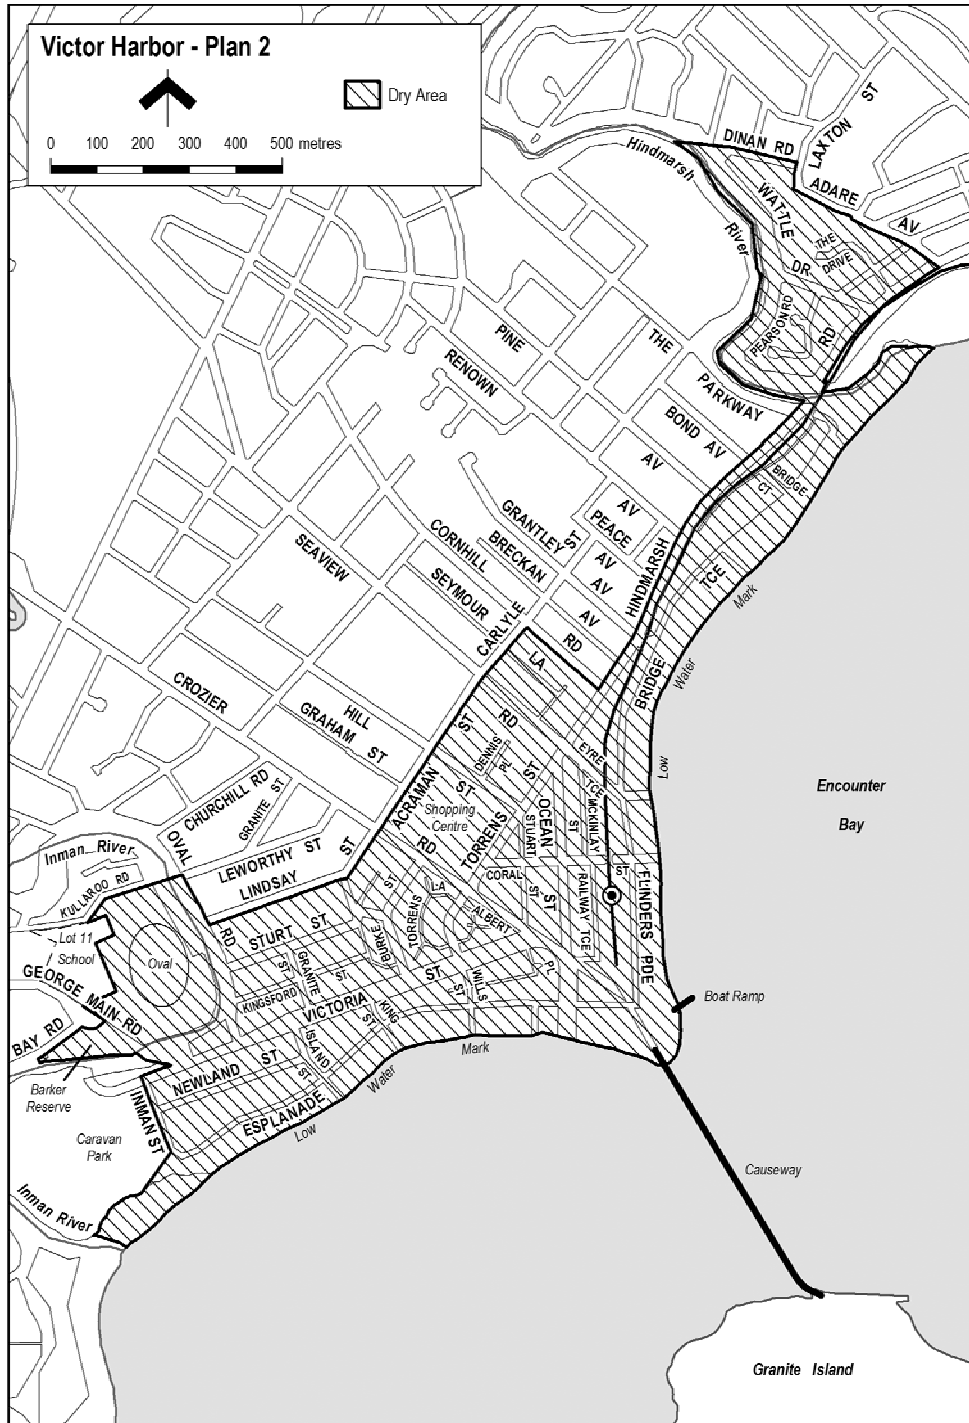 Victor Harbor - Plan 2
Dry Area
0 100 200 300 400 500 metres
DINAN RD
LAXTON ST
Hindmarsh
River
WATTLE
DR
ADARE
AV
THE
DRIVE
PEARSON RD
RD
PINE
THE
PARKWAY
RENOWN
BOND AV
AV
BRIDGE
CT
AV
GRANTLEY
ST
PEACE
BRECKAN
CORNHILL
AV
AV
HINDMARSH
SEAVIEW
SEYMOUR
TCE
Mark
AV
RD
CARLYLE
LA
Water
BRIDGE
CROZIER
HILL
GRAHAM ST
ST
RD
DENNIS
PL
ST
EYRE
TCE
Low
Encounter
Bay
CHURCHILL RD
GRANITE ST
ACRAMAN
ST
Shopping
Centre
OCEAN
STUART
ST
MCKINLAY
OVAL
Inman River
LEWORTHY ST
ST
LINDSAY
RD
TORRENS
CORAL
ST
FLINDERS PDE
KULLAROO RD
ST
LA
ST
ST
RAILWAY TCE
Lot 11
School
Oval
RD
STURT ST
BURKE
TORRENS
ALBERT
GEORGE MAIN RD
ST
GRANITE
ST
KINGSFORD
VICTORIA
ST
WILLS
ST
PL
BAY RD
ISLAND
ST
KING
ST
Boat Ramp
Mark
Barker
Reserve
NEWLAND ST
Water
INMAN ST
ESPLANADE
Low
Caravan
Park
Causeway
Inman River
Granite Island